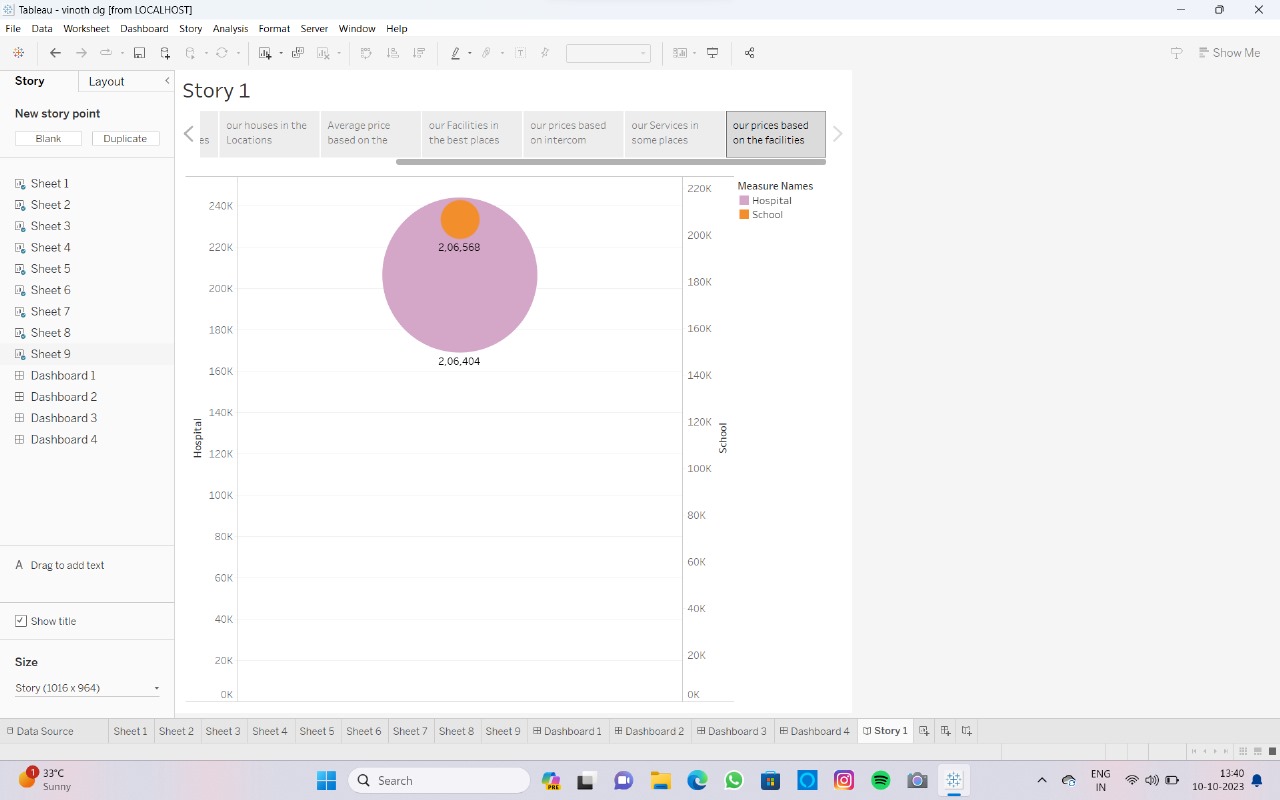 Tableau - vinoth clg [from LOCALHOST]
File Data Worksheet Dashboard Story Analysis Format Server Window Help
Show Me
Story Layout
New story point
Blank Duplicate
Sheet 1
Sheet 2
Sheet 3
Sheet 4
Sheet 5
Sheet 6
Sheet 7
Sheet 8
Sheet 9
Dashboard 1
Dashboard 2
Dashboard 3
Dashboard 4
A Drag to add text
Show title
Size
Story (1016 x 964)
Story 1
es
our houses in the
Locations
Average price
based on the
our Facilities in
the best places
our prices based
on intercom
our Services in
some places
our prices based
on the facilities
Hospital
240K
220K
200K
180K
160K
140K
120K
100K
80K
60K
40K
20K
0K
2,06,568
2,06,404
220K
200K
180K
160K
140K
120K
100K
80K
60K
40K
20K
0K
School
Measure Names
Hospital
School
Data Source Sheet 1 Sheet 2 Sheet 3 Sheet 4 Sheet 5 Sheet 6 Sheet 7 Sheet 8 Sheet 9 Dashboard 1 Dashboard 2 Dashboard 3 Dashboard 4 Story 1
1
33°C
Sunny
Search
PRE
ENG
IN
13:40
10-10-2023